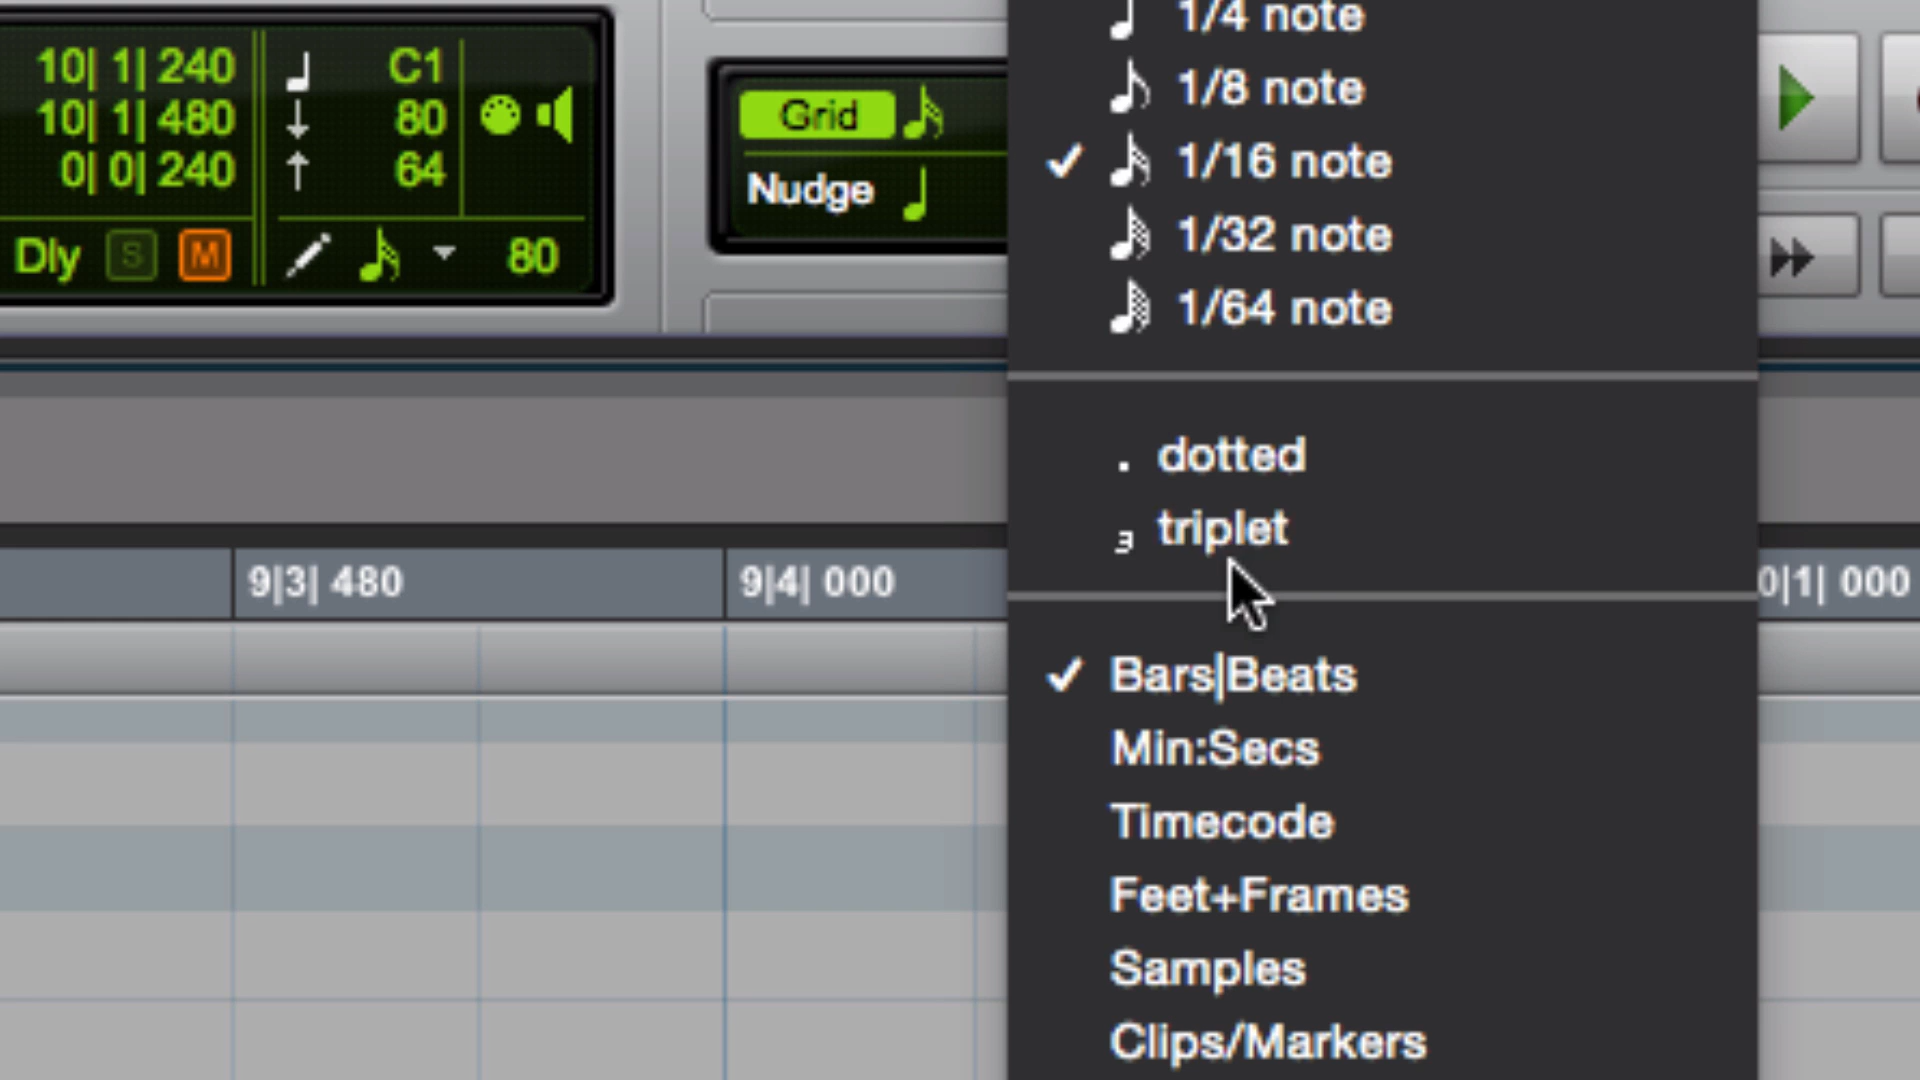 10| 1| 240
10| 1| 480
0| 0| 240
C1
80
64
Dly S M
80
Grid
Nudge
1/4 note
1/8 note
1/16 note
1/32 note
1/64 note
. dotted
3 triplet
9|3| 480
9|4| 000
0|1| 000
Bars|Beats
Min:Secs
Timecode
Feet+Frames
Samples
Clips/Markers